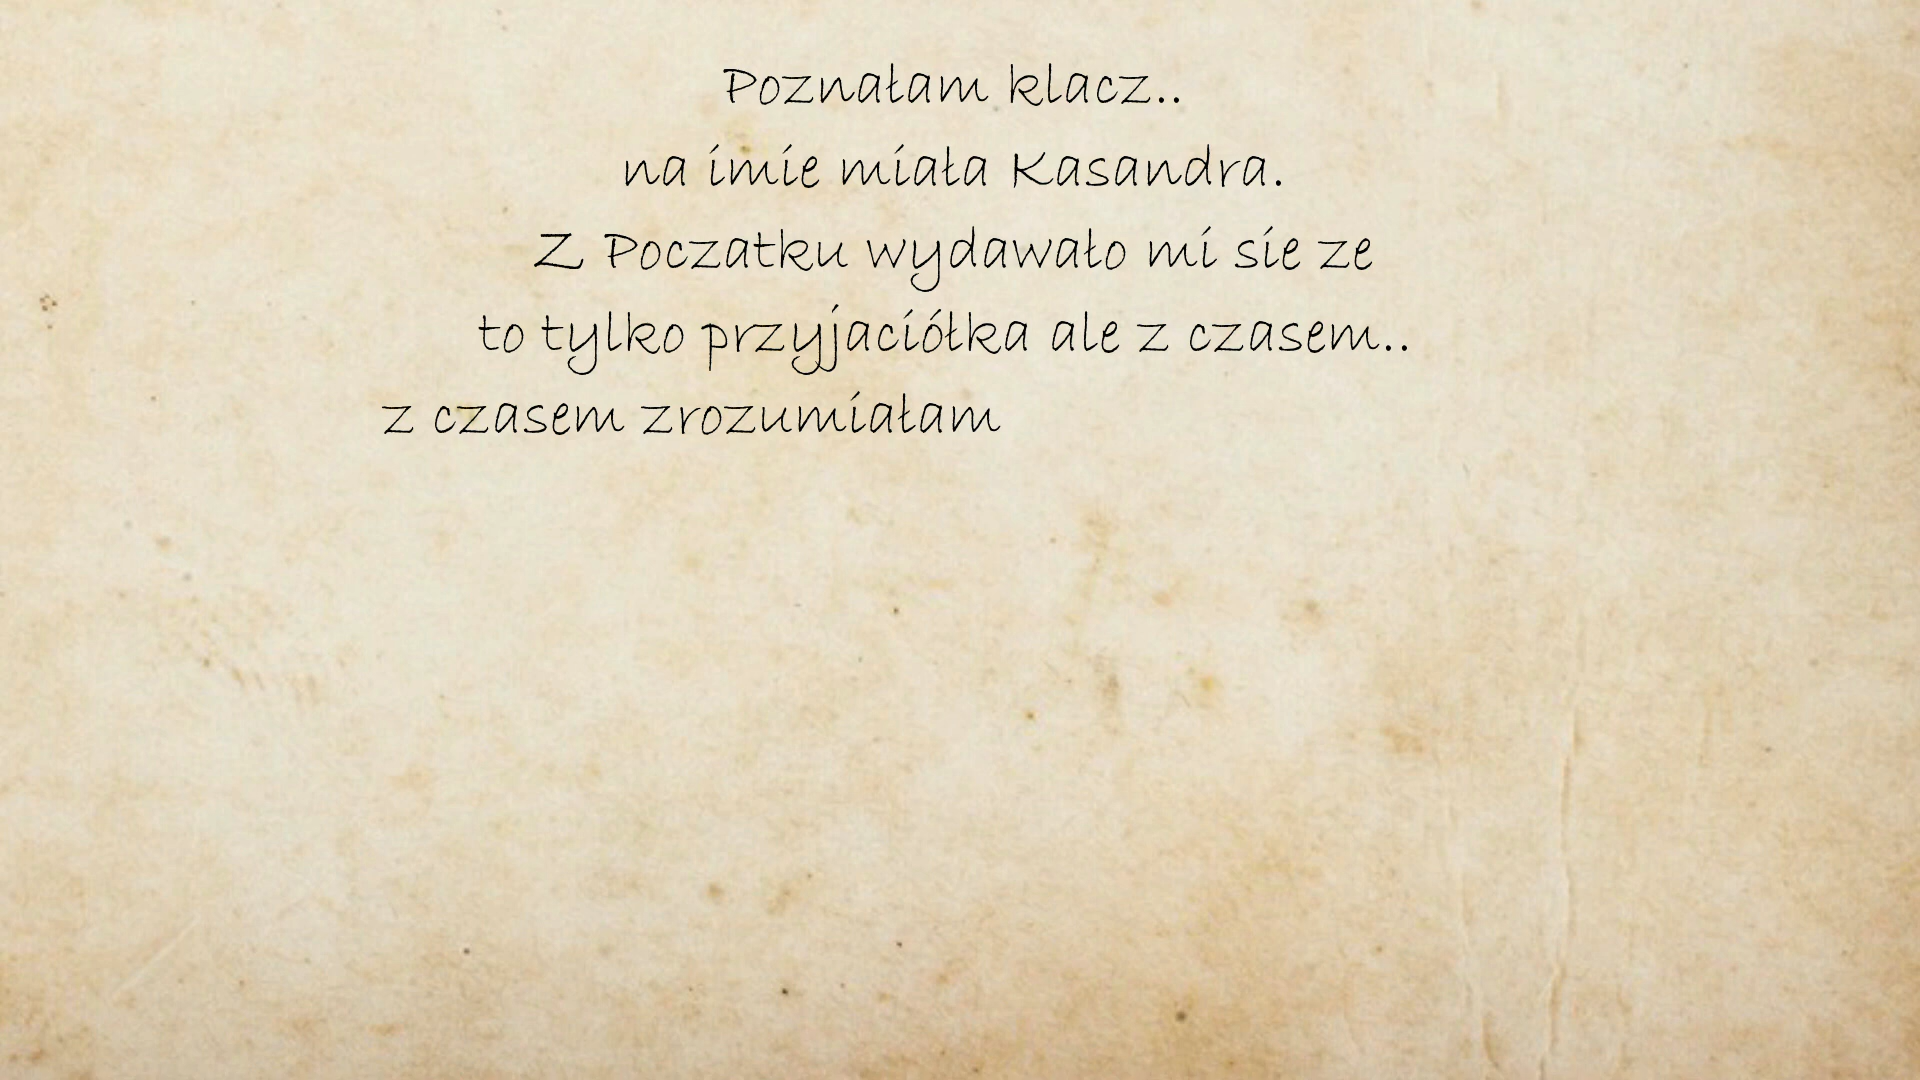 Poznałam klacz..
na imie miała Kasandra.
Z Poczatku wydawało mi sie ze
to tylko przyjaciółka ale z czasem..
z czasem zrozumiałam